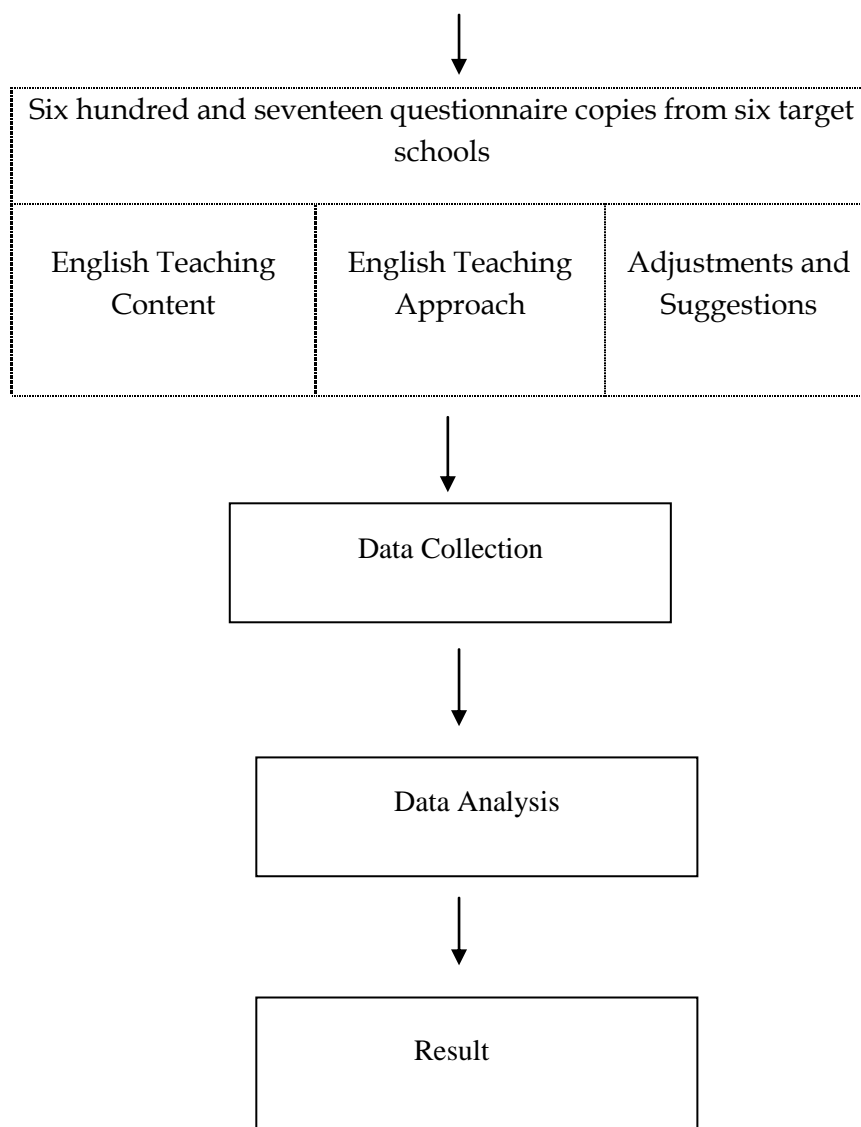 Six hundred and seventeen questionnaire copies from six target
schools
English Teaching
Content
English Teaching
Approach
Adjustments and
Suggestions
Data Collection
Data Analysis
Result